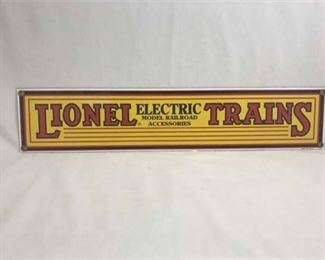 LIONEL ELECTRIC TRAINS
MODEL RAILROAD
ACCESSORIES